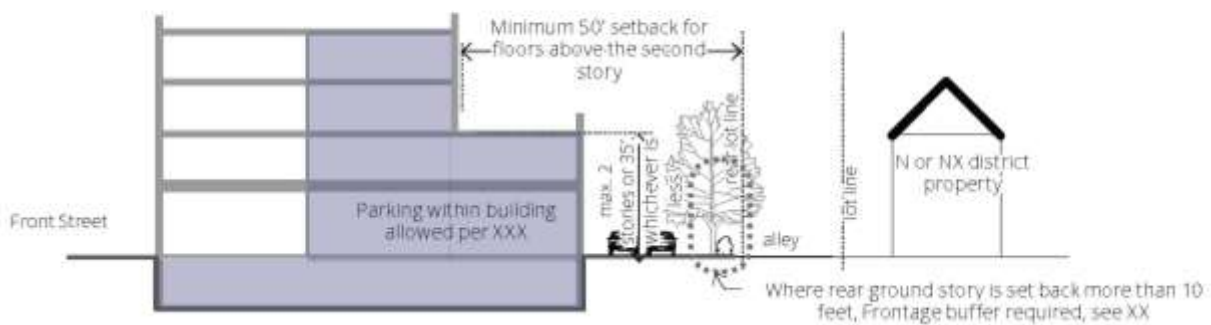 Minimum 50' setback for
floors above the second
story
max. 2
stories or 35',
whichever is
less
rear lot line
lot line
N or NX district
property
Parking within building
allowed per XXX
Front Street
alley
Where rear ground story is set back more than 10
feet, Frontage buffer required, see XX